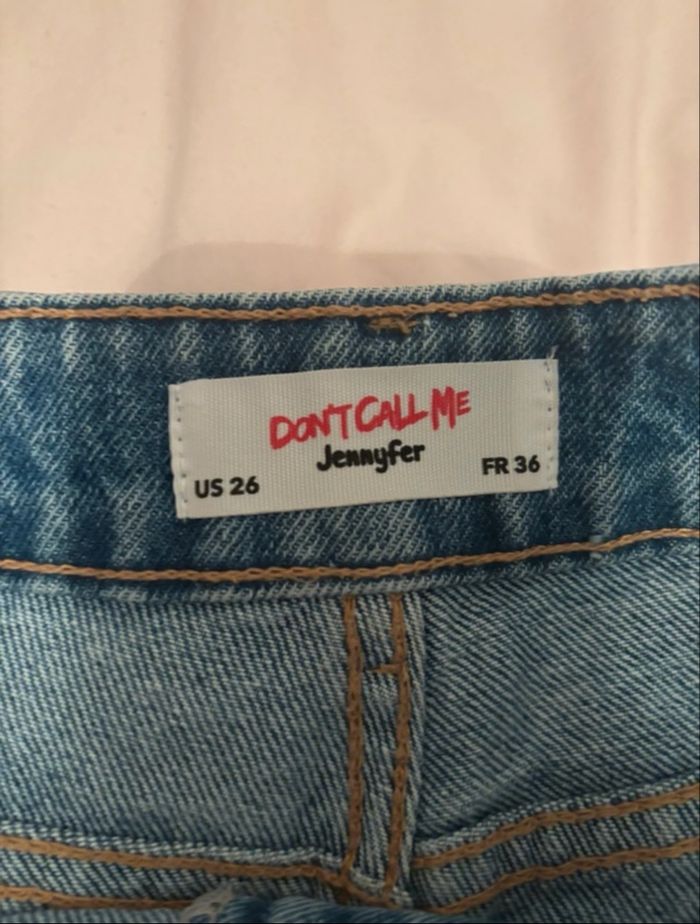 DON'T CALL ME
Jennyfer
US 26 FR 36